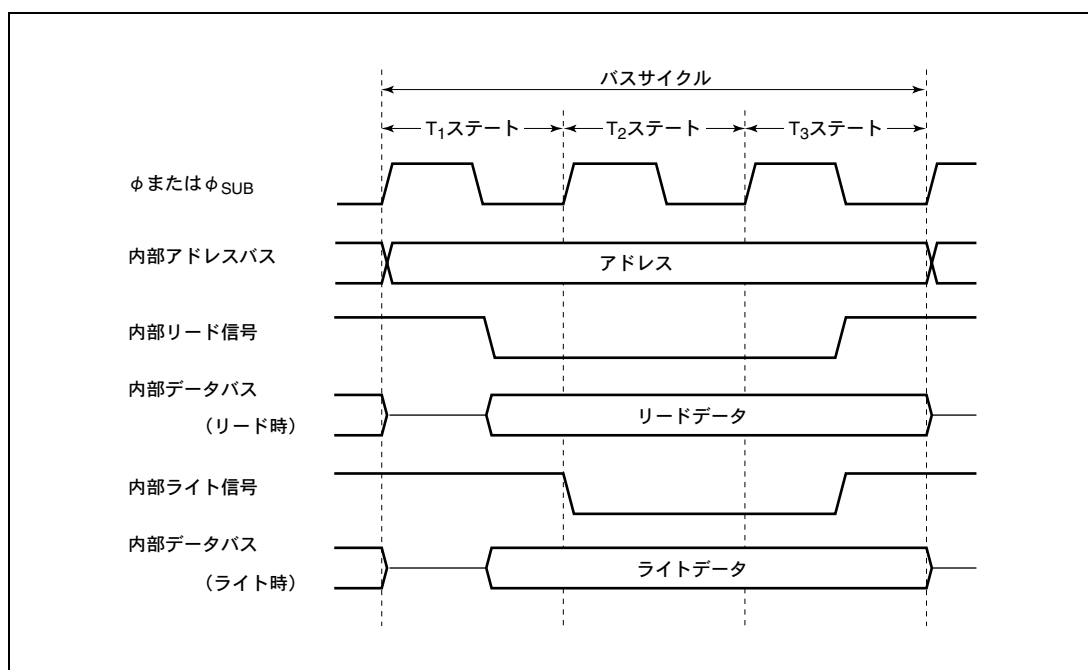 バスサイクル
T1ステート
T2ステート
T3ステート
φまたはφSUB
内部アドレスバス
アドレス
内部リード信号
内部データバス
（リード時）
リードデータ
内部ライト信号
内部データバス
（ライト時）
ライトデータ